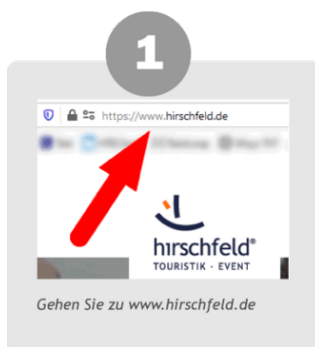 1
https://www.hirschfeld.de
hirschfeld®
TOURISTIK - EVENT
Gehen Sie zu www.hirschfeld.de